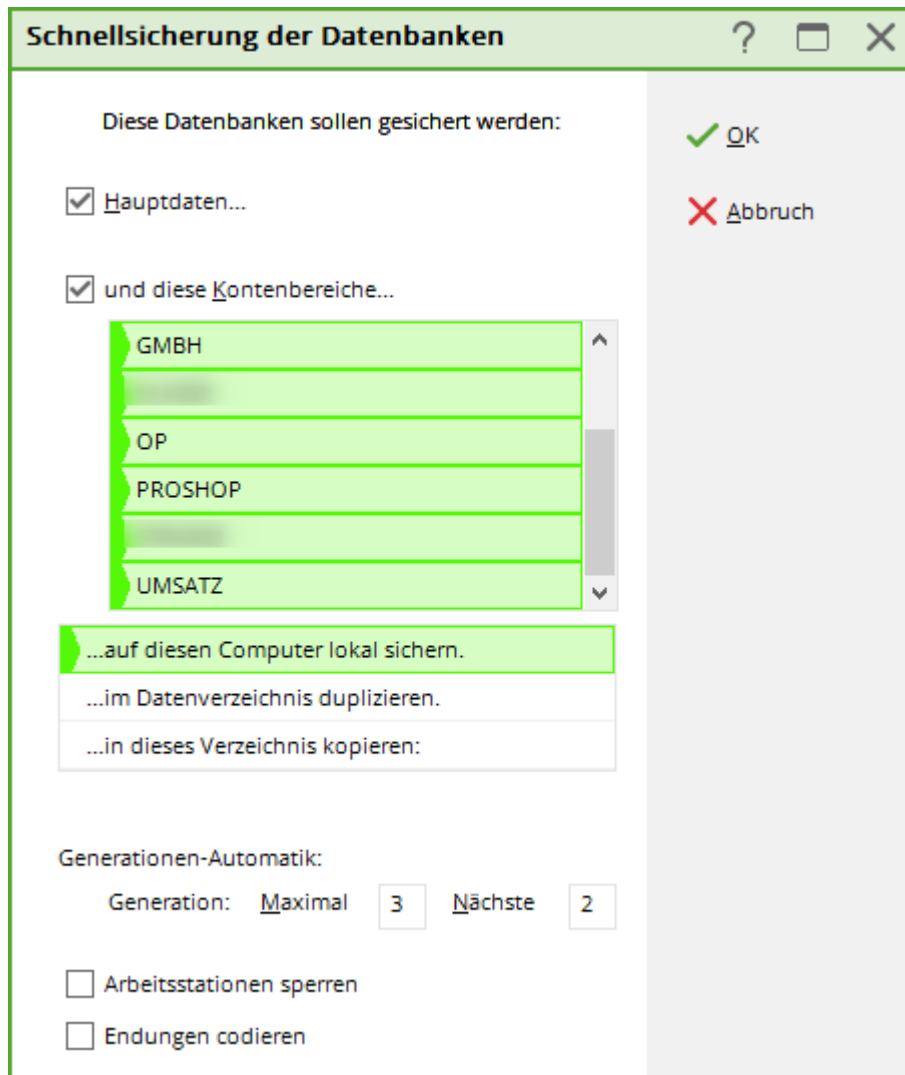 Schnellsicherung der Datenbanken
Diese Datenbanken sollen gesichert werden:
OK
Hauptdaten...
Abbruch
und diese Kontenbereiche...
GMBH
OP
PROSHOP
UMSATZ
...auf diesen Computer lokal sichern.
...im Datenverzeichnis duplizieren.
...in dieses Verzeichnis kopieren:
Generationen-Automatik:
Generation: Maximal 3 Nächste 2
Arbeitsstationen sperren
Endungen codieren